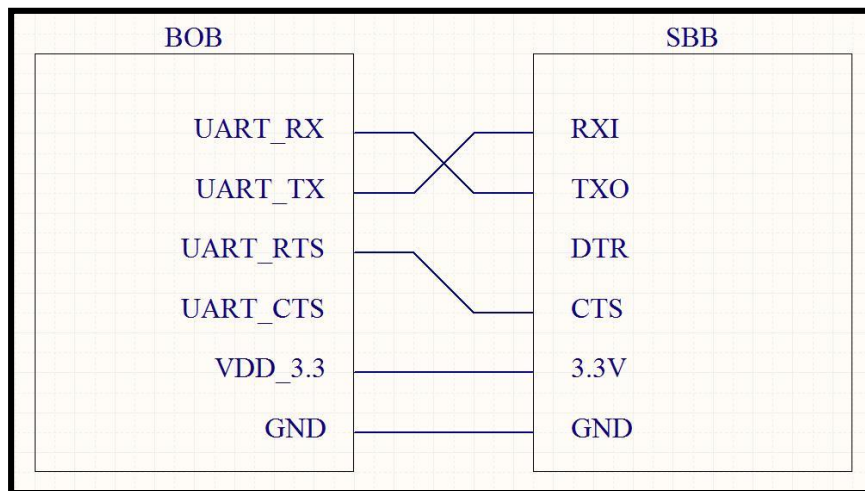 BOB SBB
UART_RX RXI
UART_TX TXO
UART_RTS DTR
UART_CTS CTS
VDD_3.3 3.3V
GND GND